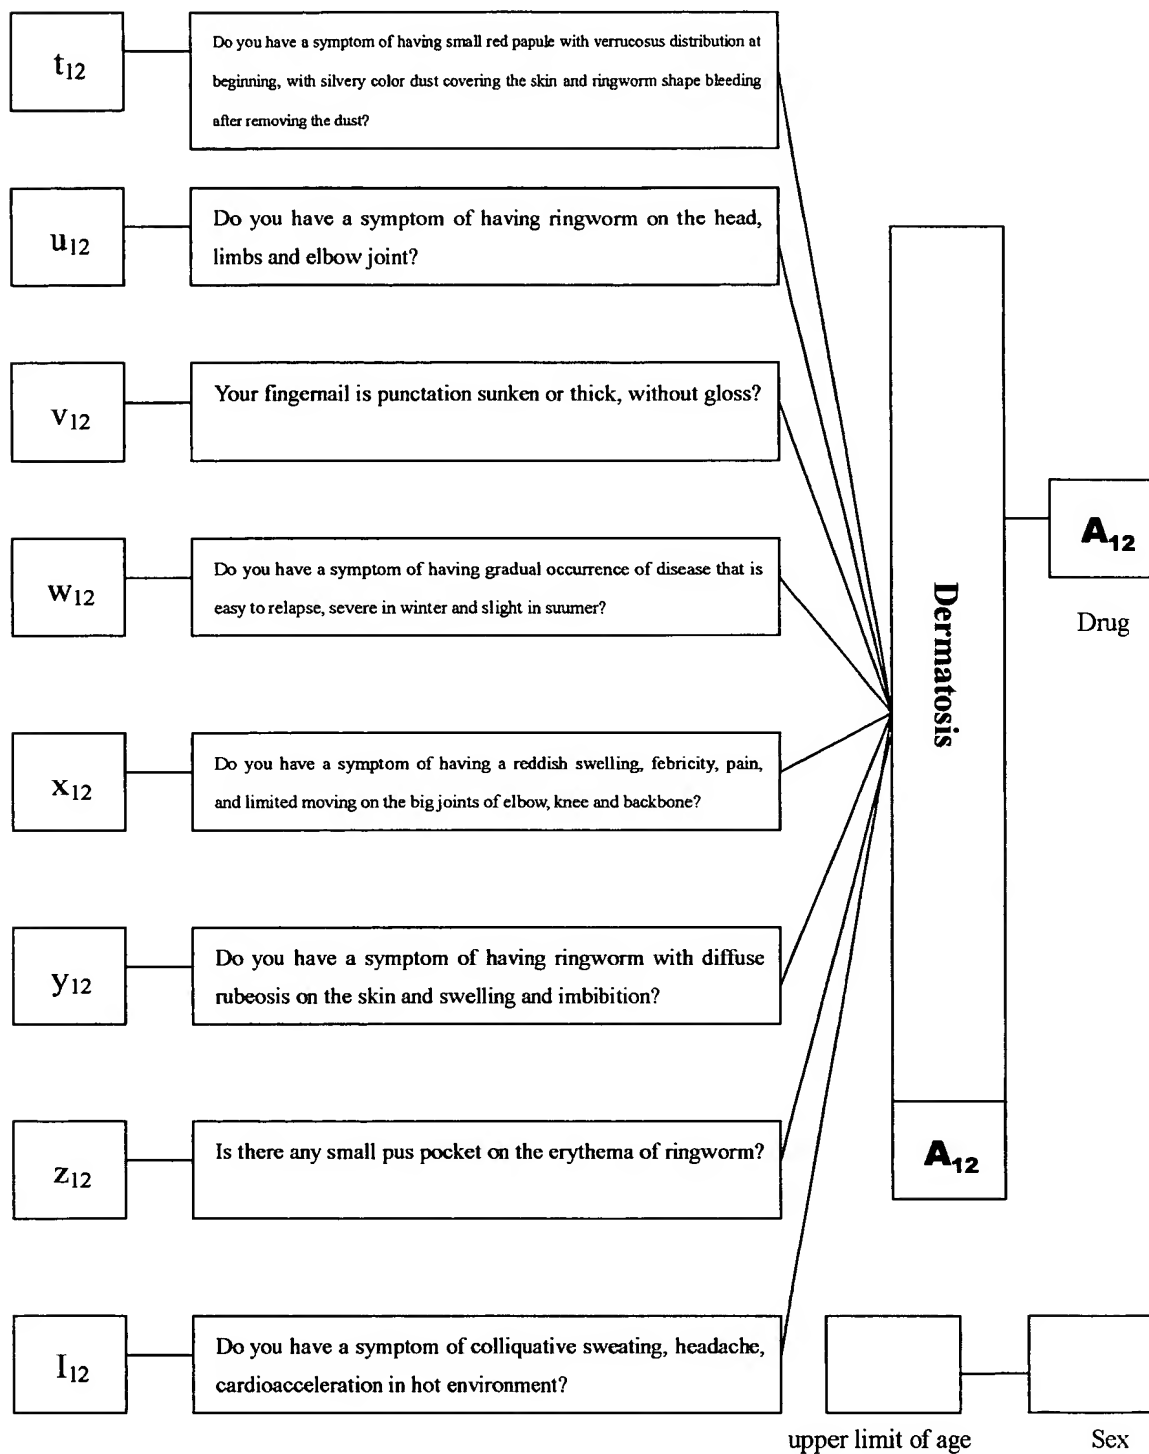 t12
Do you have a symptom of having small red papule with verrucosus distribution at
beginning, with silvery color dust covering the skin and ringworm shape bleeding
after removing the dust?
u12
Do you have a symptom of having ringworm on the head,
limbs and elbow joint?
v12
Your fingernail is punctation sunken or thick, without gloss?
w12
Do you have a symptom of having gradual occurrence of disease that is
easy to relapse, severe in winter and slight in suumer?
x12
Do you have a symptom of having a reddish swelling, febricity, pain,
and limited moving on the big joints of elbow, knee and backbone?
y12
Do you have a symptom of having ringworm with diffuse
rubeosis on the skin and swelling and imbibition?
z12
Is there any small pus pocket on the erythema of ringworm?
I12
Do you have a symptom of colliquative sweating, headache,
cardioacceleration in hot environment?
Dermatosis
A12
A12
Drug
upper limit of age
Sex